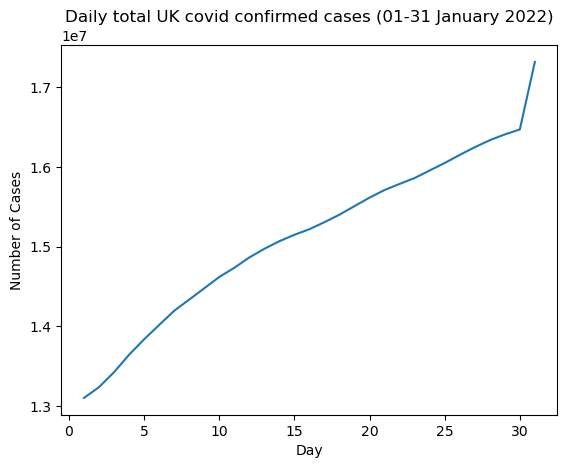 Daily total UK covid confirmed cases (01-31 January 2022)
1e7
1.7
1.6
1.5
1.4
1.3
Number of Cases
0 5 10 15 20 25 30
Day